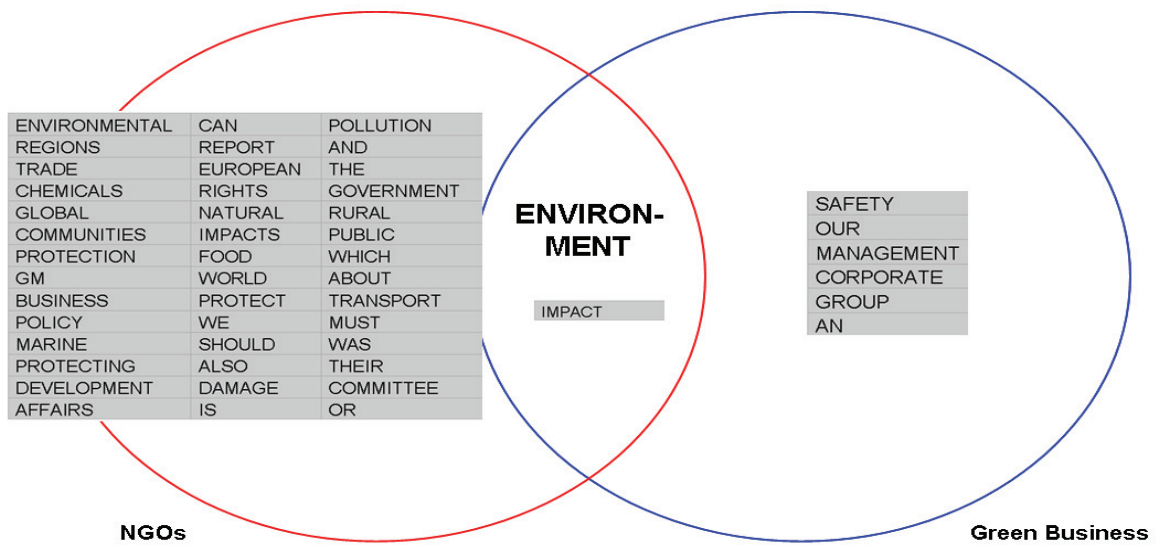 ENVIRONMENTAL CAN POLLUTION
REGIONS REPORT AND
TRADE EUROPEAN THE
CHEMICALS RIGHTS GOVERNMENT
GLOBAL NATURAL RURAL
COMMUNITIES IMPACTS PUBLIC
PROTECTION FOOD WHICH
GM WORLD ABOUT
BUSINESS PROTECT TRANSPORT
POLICY WE MUST
MARINE SHOULD WAS
PROTECTING ALSO THEIR
DEVELOPMENT DAMAGE COMMITTEE
AFFAIRS IS OR
ENVIRON-
MENT
IMPACT
SAFETY
OUR
MANAGEMENT
CORPORATE
GROUP
AN
NGOs
Green Business